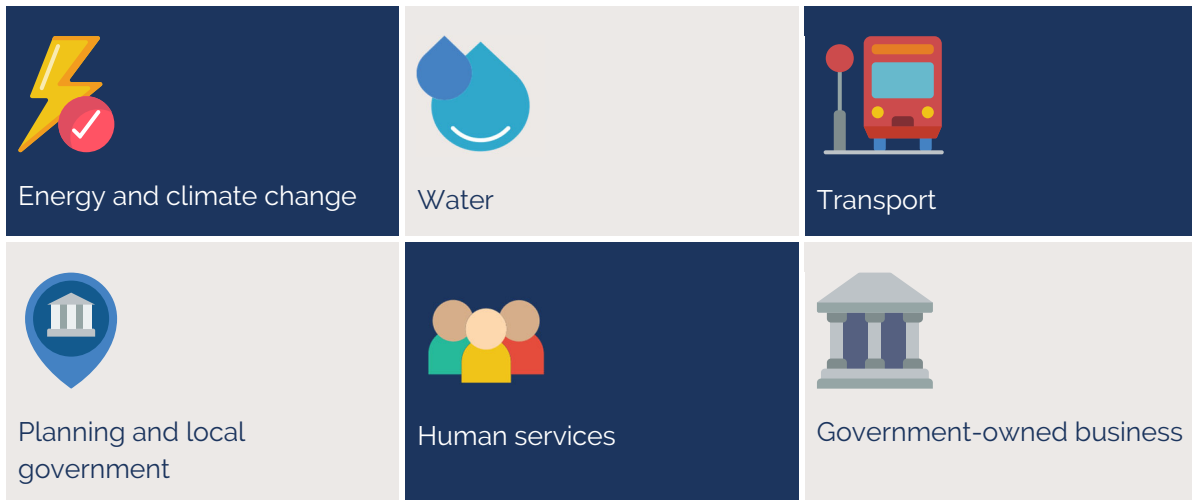 Energy and climate change
Water
Transport
Planning and local
government
Human services
Government-owned business